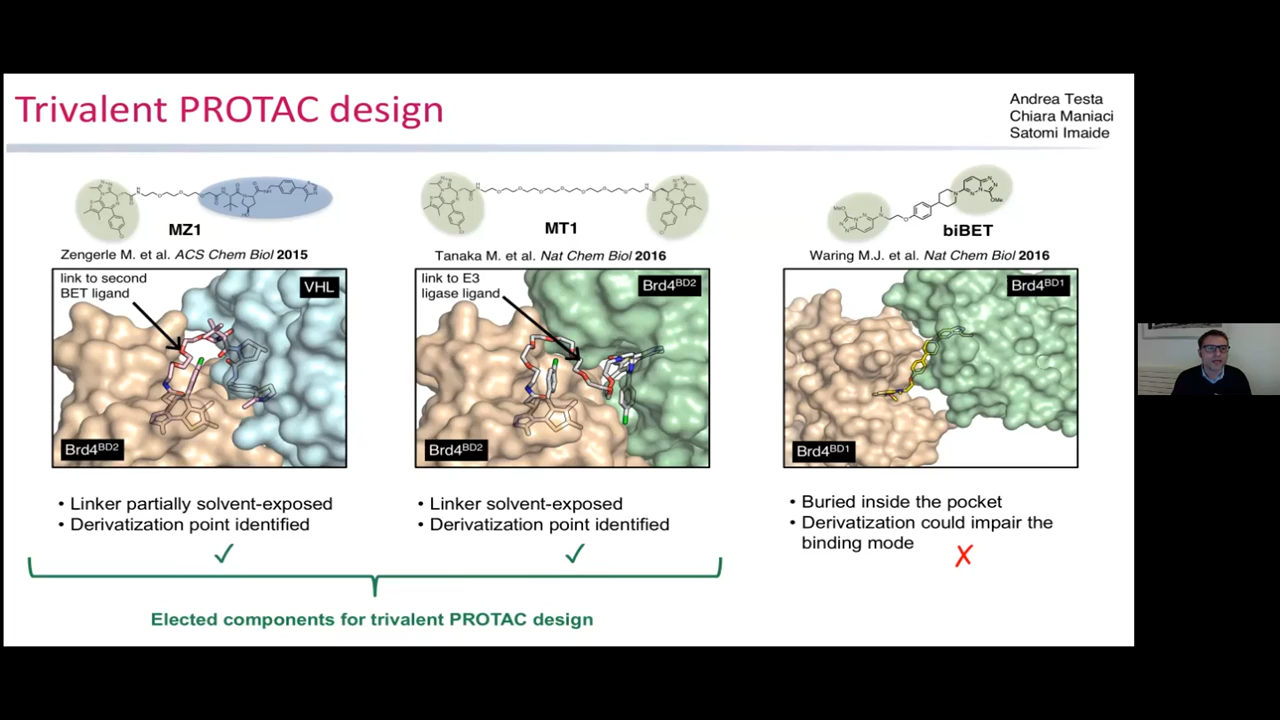 Trivalent PROTAC design
Andrea Testa
Chiara Maniaci
Satomi Imaide
MZ1
Zengerle M. et al. ACS Chem Biol 2015
link to second
BET ligand
VHL
Brd4BD2
• Linker partially solvent-exposed
• Derivatization point identified
✓
MT1
Tanaka M. et al. Nat Chem Biol 2016
link to E3
ligase ligand
Brd4BD2
Brd4BD2
• Linker solvent-exposed
• Derivatization point identified
✓
biBET
Waring M.J. et al. Nat Chem Biol 2016
Brd4BD1
Brd4BD1
• Buried inside the pocket
• Derivatization could impair the
binding mode
✗
Elected components for trivalent PROTAC design